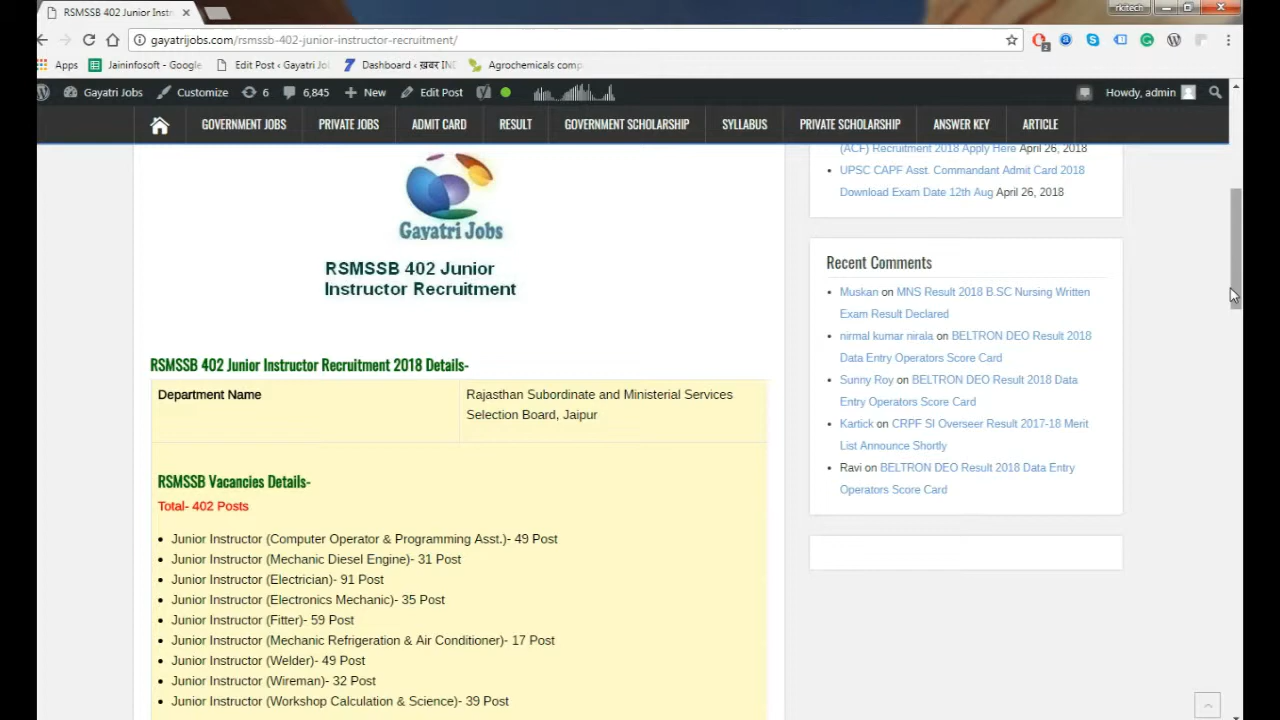 RSMSSB 402 Junior Instr
rkitech
gayatrijobs.com/rsmssb-402-junior-instructor-recruitment/
2
Apps
Jaininfosoft - Google
Edit Post ‹ Gayatri Jo
Dashboard ‹ ख़बर IND
Agrochemicals comp
Gayatri Jobs
Customize
6
6,845
New
Edit Post
Howdy, admin
GOVERNMENT JOBS
PRIVATE JOBS
ADMIT CARD
RESULT
GOVERNMENT SCHOLARSHIP
SYLLABUS
PRIVATE SCHOLARSHIP
ANSWER KEY
ARTICLE
Gayatri Jobs
RSMSSB 402 Junior
Instructor Recruitment
RSMSSB 402 Junior Instructor Recruitment 2018 Details-
Department Name
Rajasthan Subordinate and Ministerial Services
Selection Board, Jaipur
RSMSSB Vacancies Details-
Total- 402 Posts
• Junior Instructor (Computer Operator & Programming Asst.)- 49 Post
• Junior Instructor (Mechanic Diesel Engine)- 31 Post
• Junior Instructor (Electrician)- 91 Post
• Junior Instructor (Electronics Mechanic)- 35 Post
• Junior Instructor (Fitter)- 59 Post
• Junior Instructor (Mechanic Refrigeration & Air Conditioner)- 17 Post
• Junior Instructor (Welder)- 49 Post
• Junior Instructor (Wireman)- 32 Post
• Junior Instructor (Workshop Calculation & Science)- 39 Post
(ACF) Recruitment 2018 Apply Here April 26, 2018
• UPSC CAPF Asst. Commandant Admit Card 2018
Download Exam Date 12th Aug April 26, 2018
Recent Comments
• Muskan on MNS Result 2018 B.SC Nursing Written
Exam Result Declared
• nirmal kumar nirala on BELTRON DEO Result 2018
Data Entry Operators Score Card
• Sunny Roy on BELTRON DEO Result 2018 Data
Entry Operators Score Card
• Kartick on CRPF SI Overseer Result 2017-18 Merit
List Announce Shortly
• Ravi on BELTRON DEO Result 2018 Data Entry
Operators Score Card